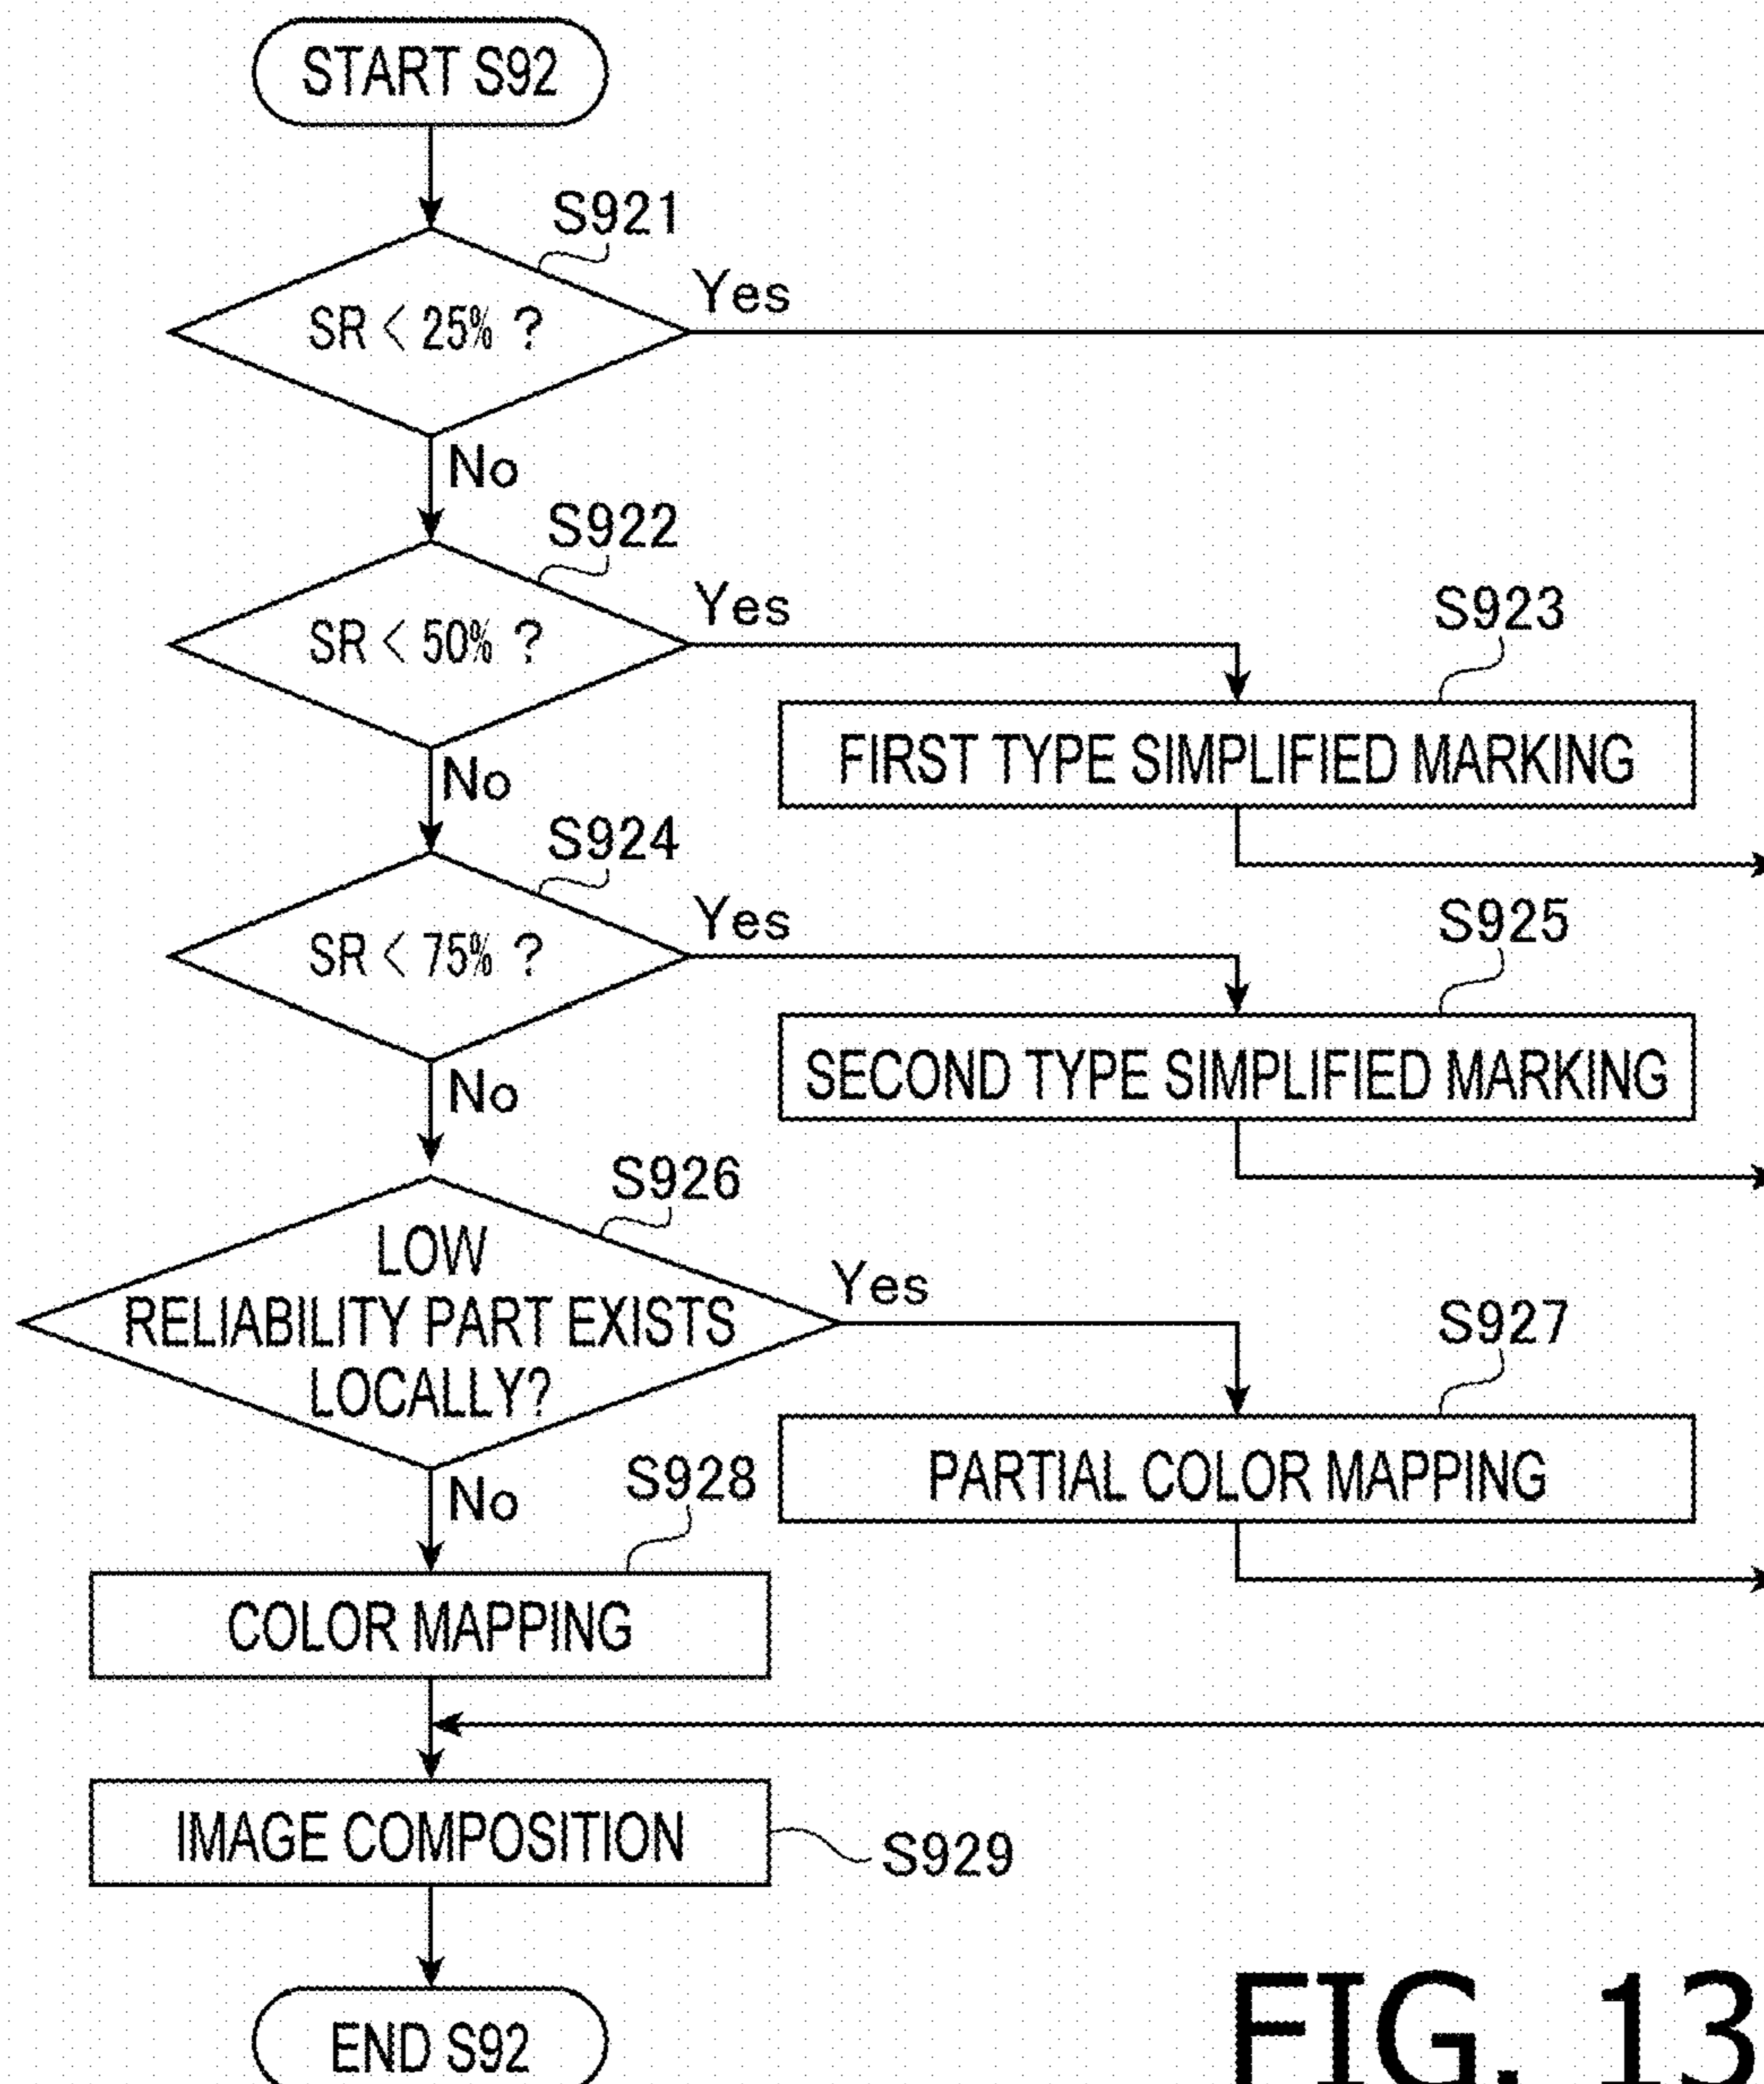 START S92
S921
SR < 25% ?
Yes
No
S922
SR < 50% ?
Yes
No
S923
FIRST TYPE SIMPLIFIED MARKING
S924
SR < 75% ?
Yes
No
S925
SECOND TYPE SIMPLIFIED MARKING
S926
LOW
RELIABILITY PART EXISTS
LOCALLY?
Yes
No
S927
PARTIAL COLOR MAPPING
S928
COLOR MAPPING
IMAGE COMPOSITION
S929
END S92
FIG. 13